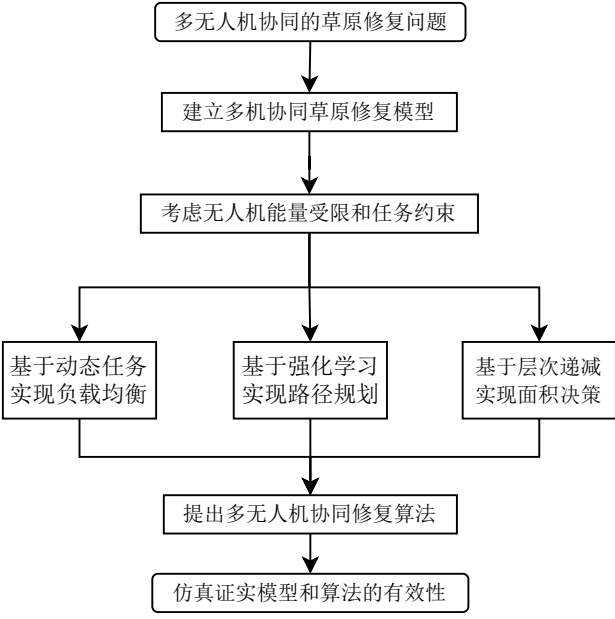 多无人机协同的草原修复问题
建立多机协同草原修复模型
考虑无人机能量受限和任务约束
基于动态任务
实现负载均衡
基于强化学习
实现路径规划
基于层次递减
实现面积决策
提出多无人机协同修复算法
仿真证实模型和算法的有效性